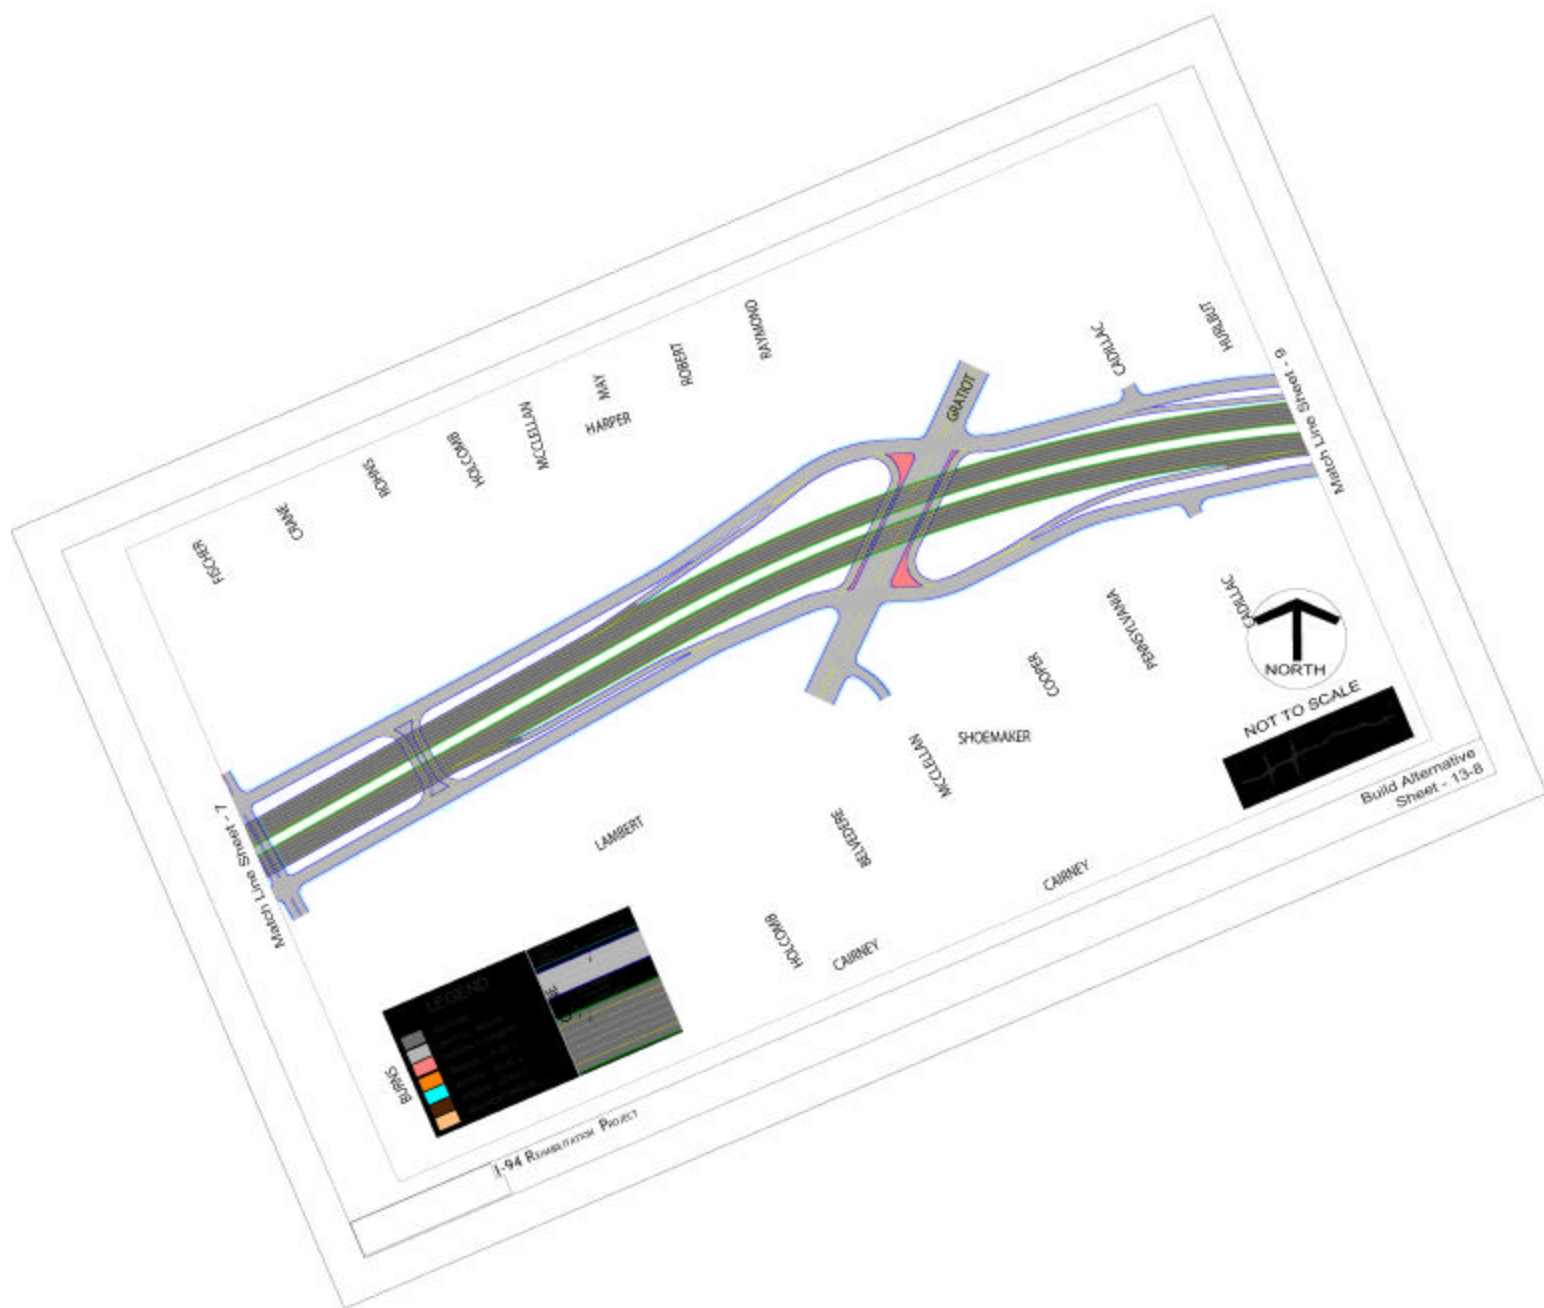 RAYMOND
HURLBUT
CADILLAC
ROBERT
MAY
HARPER
MCCLELLAN
HOLCOMB
ROHNS
CRANE
FISCHER
GRATIOT
Match Line Sheet - 9
Match Line Sheet - 7
CADILLAC
PENNSYLVANIA
COOPER
NORTH
NOT TO SCALE
SHOEMAKER
MCCLELLAN
BELVEDERE
LAMBERT
CAIRNEY
HOLCOMB
CAIRNEY
LEGEND
BURNS
Build Alternative
Sheet - 13-8
I-94 REHABILITATION PROJECT